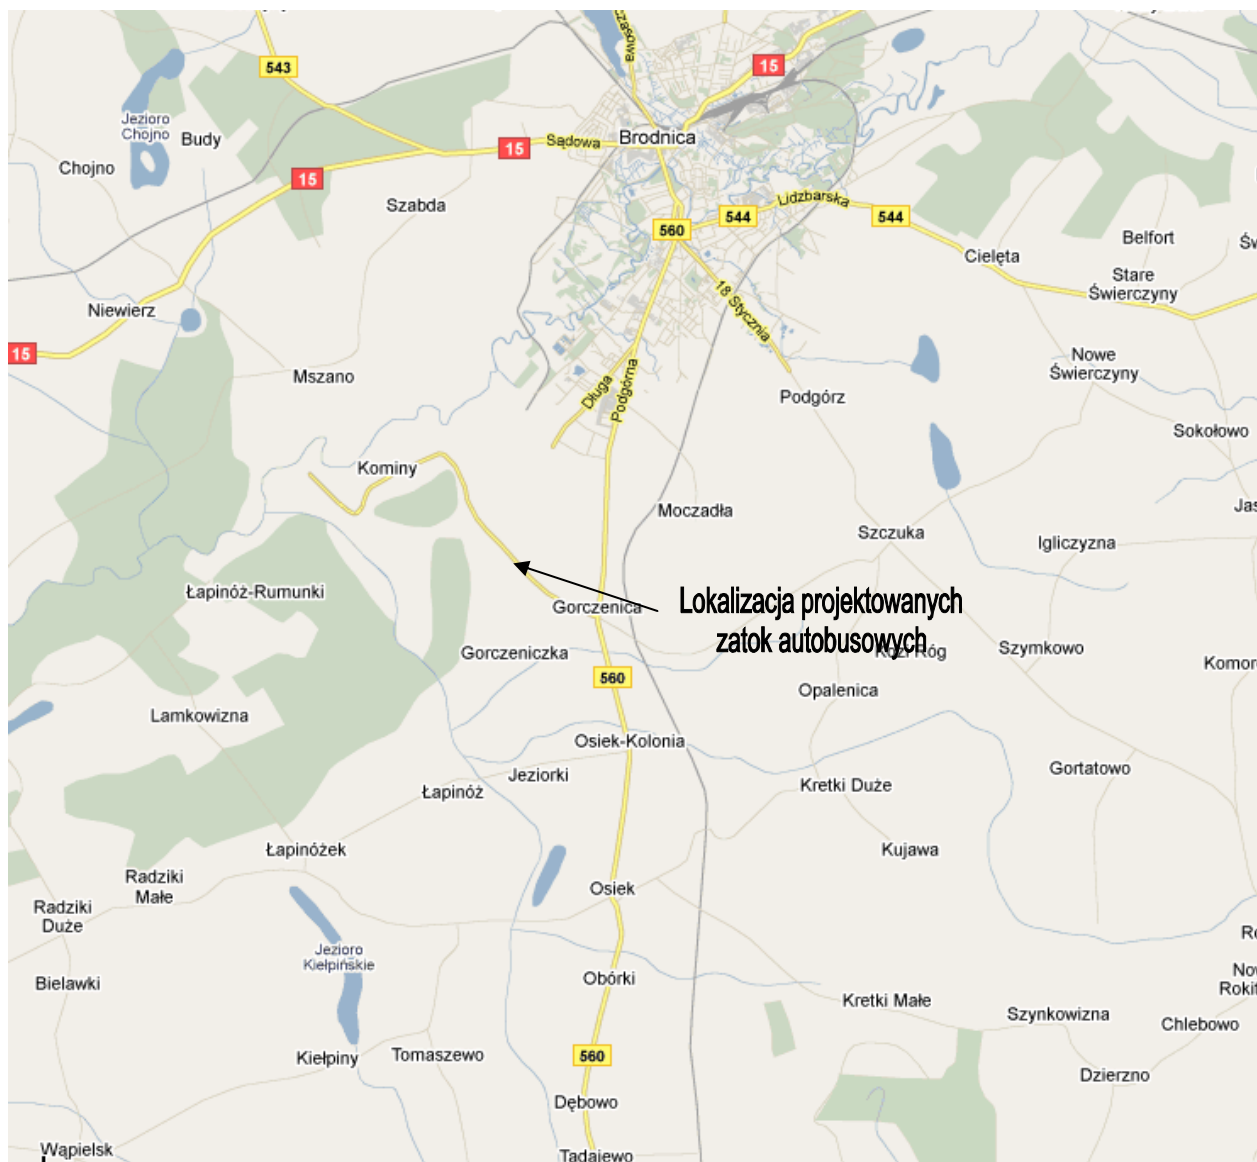 543
15
Jezioro
Chojno
Budy
Sądowa
Brodnica
15
Chojno
15
Szabda
Lidzbarska
544
544
560
Belfort
Cielęta
Stare
Świerczyny
Niewierz
18 Stycznia
15
Mszano
Długa
Podgórna
Podgórz
Nowe
Świerczyny
Sokołowo
Kominy
Moczadła
Szczuka
Igliczyzna
Łapinóż-Rumunki
Gorczenica
Lokalizacja projektowanych
zatok autobusowych
Gorczeniczka
Kozi Róg
Szymkowo
560
Opalenica
Lamkowizna
Osiek-Kolonia
Jeziorki
Łapinóż
Kretki Duże
Gortatowo
Łapinóżek
Kujawa
Radziki
Małe
Osiek
Radziki
Duże
Jezioro
Kiełpińskie
Bielawki
Obórki
Kretki Małe
Szynkowizna
Chlebowo
Kiełpiny
Tomaszewo
560
Dzierzno
Dębowo
Wąpielsk
Tadajewo